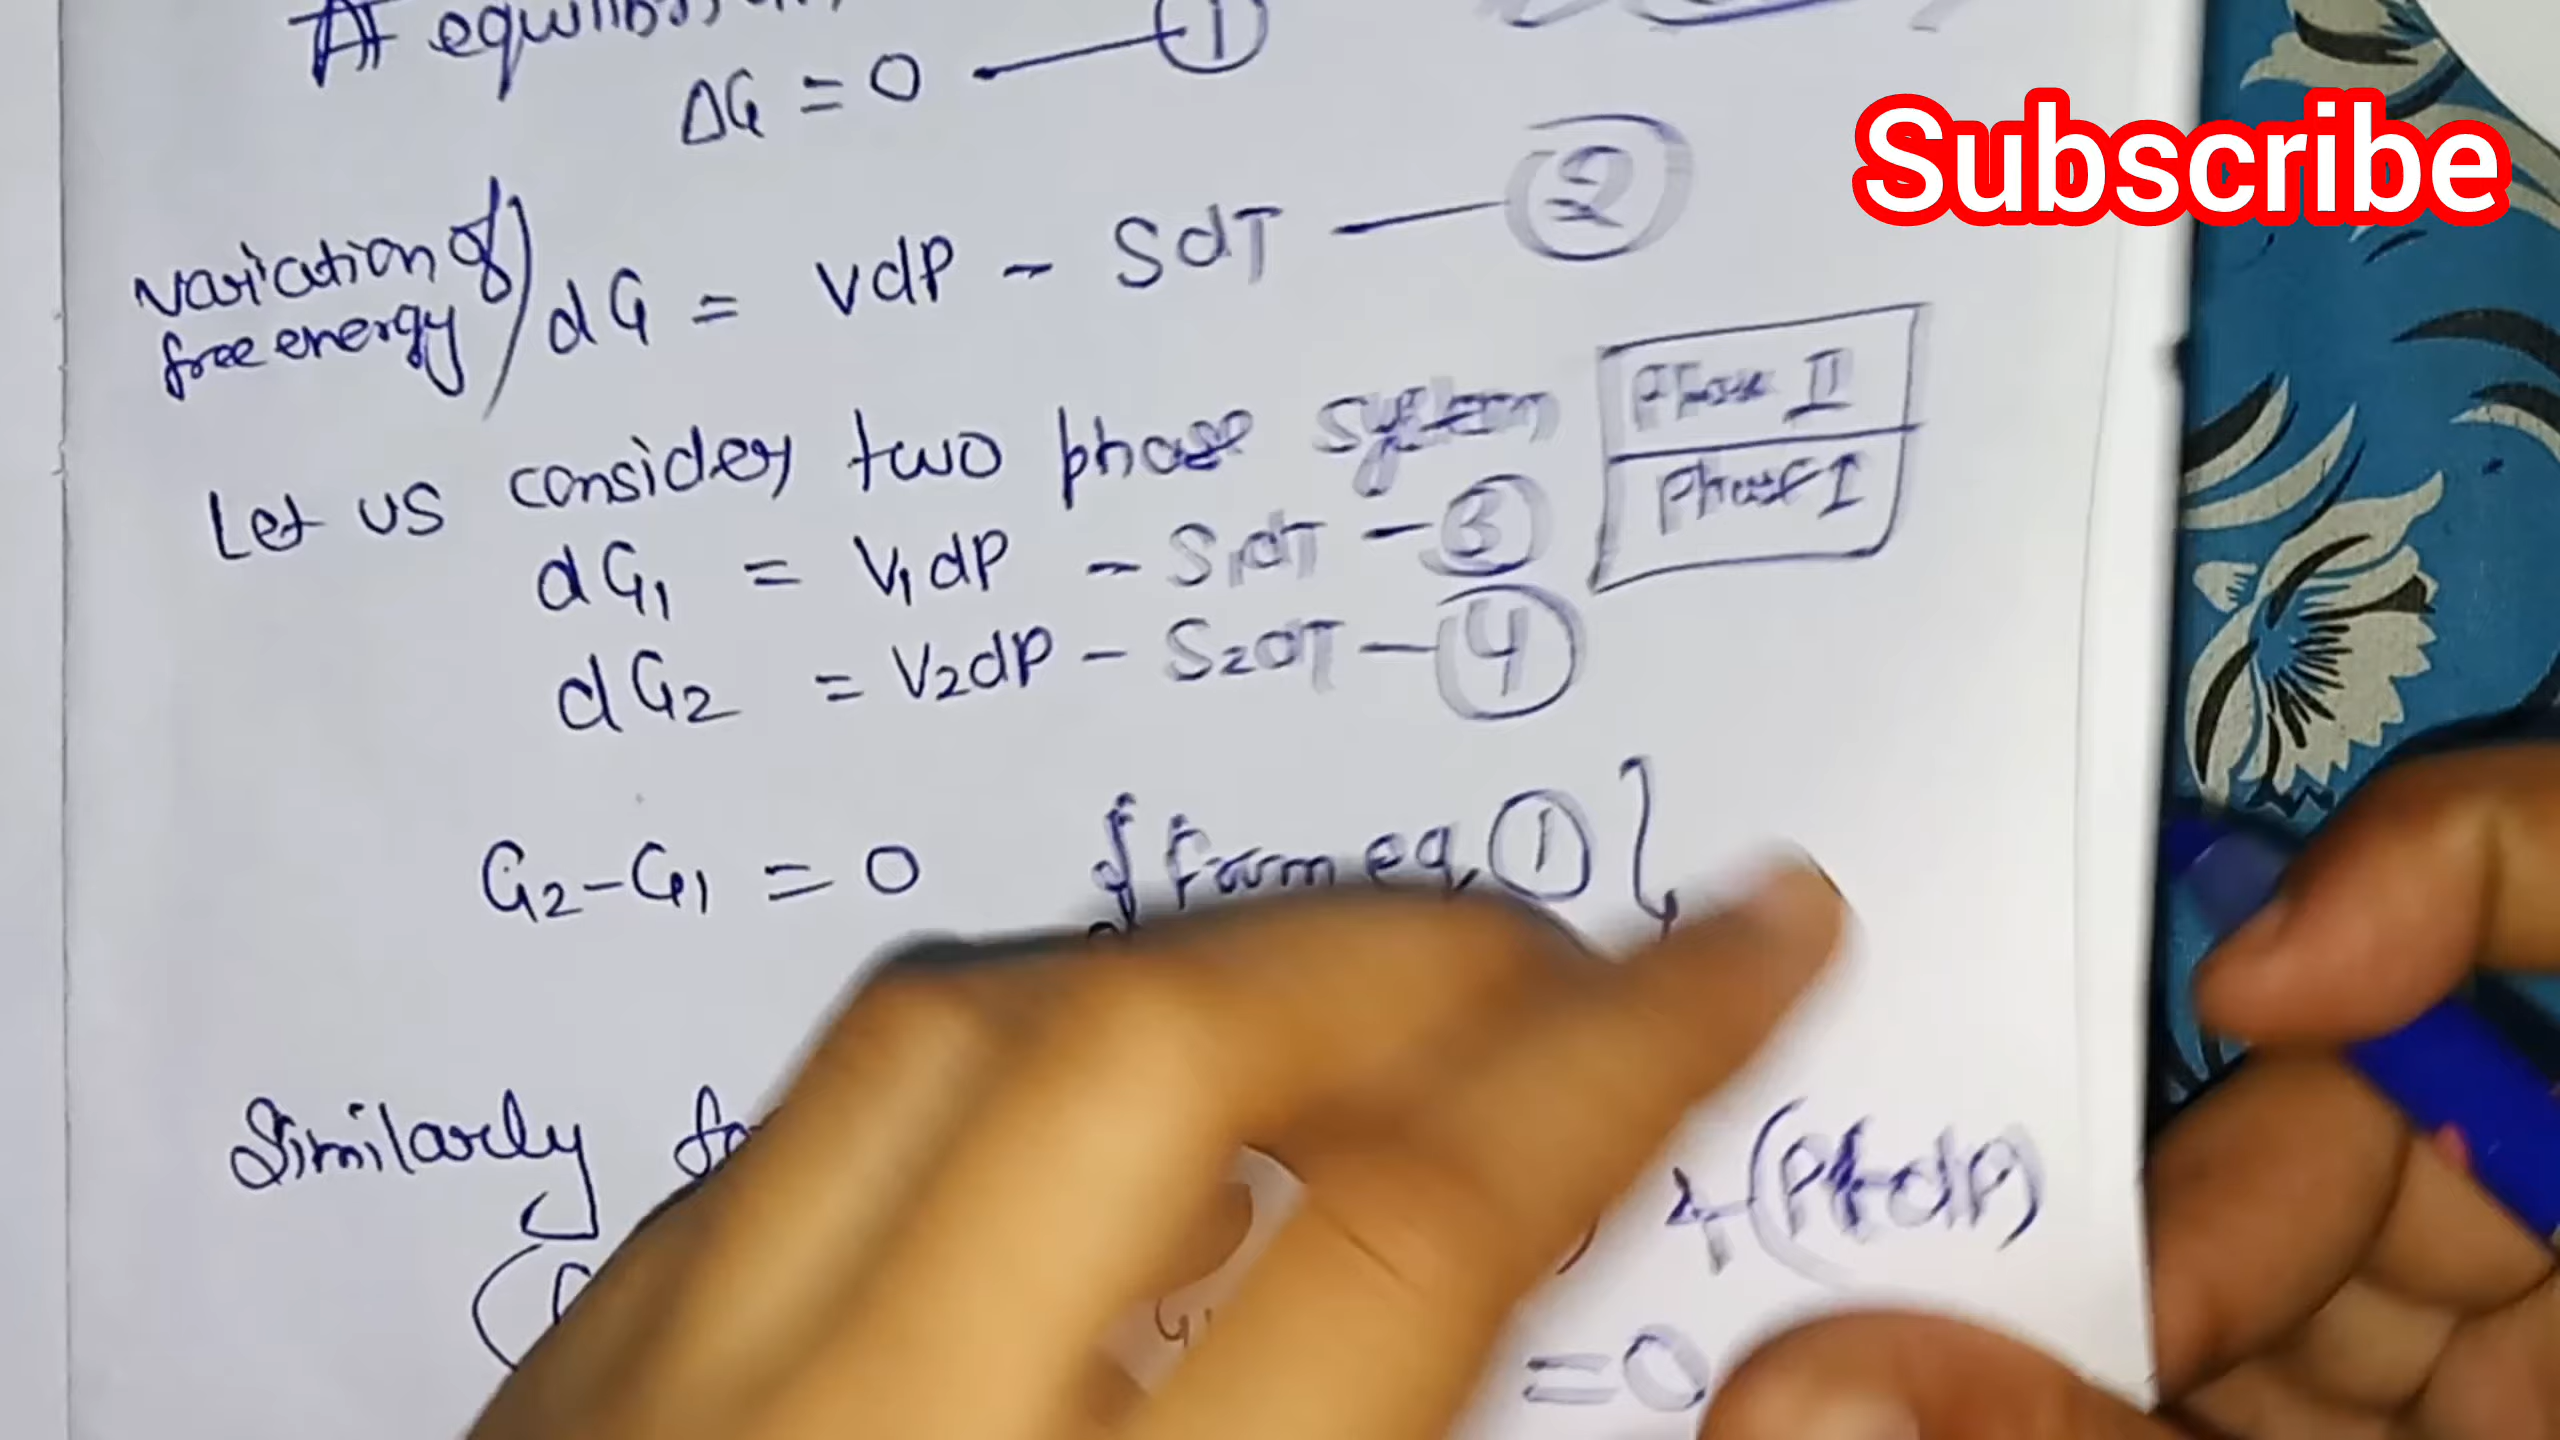 At
ΔG = 0 — ①
Subscribe
variation of
free energy
dG = VdP - SdT — ②
Let us consider two phase system
Phase II
Phase I
dG₁ = V₁dP - S₁dT - ③
dG₂ = V₂dP - S₂dT - ④
G₂-G₁ = 0 { from eq. ① }
Similarly
+ (P+dP)
=0